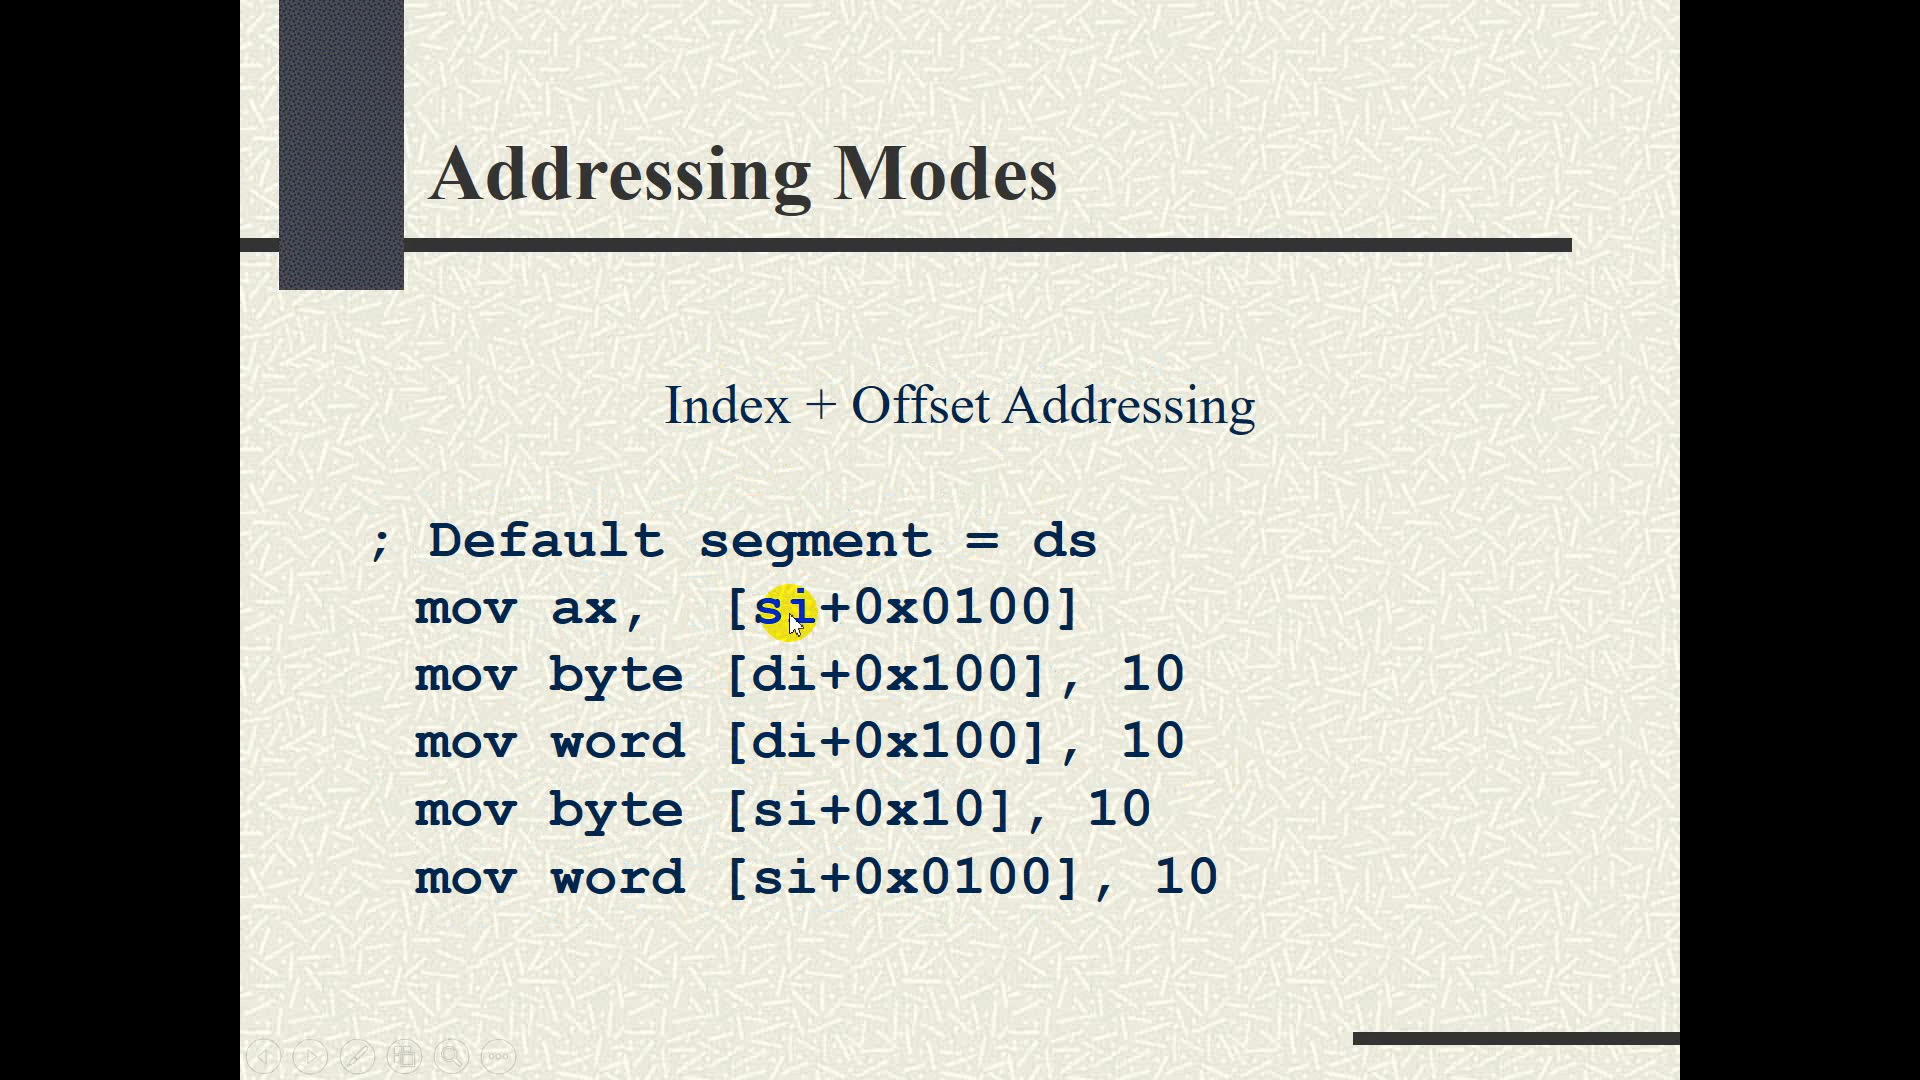 Addressing Modes
Index + Offset Addressing
; Default segment = ds
mov ax, [si+0x0100]
mov byte [di+0x100], 10
mov word [di+0x100], 10
mov byte [si+0x10], 10
mov word [si+0x0100], 10